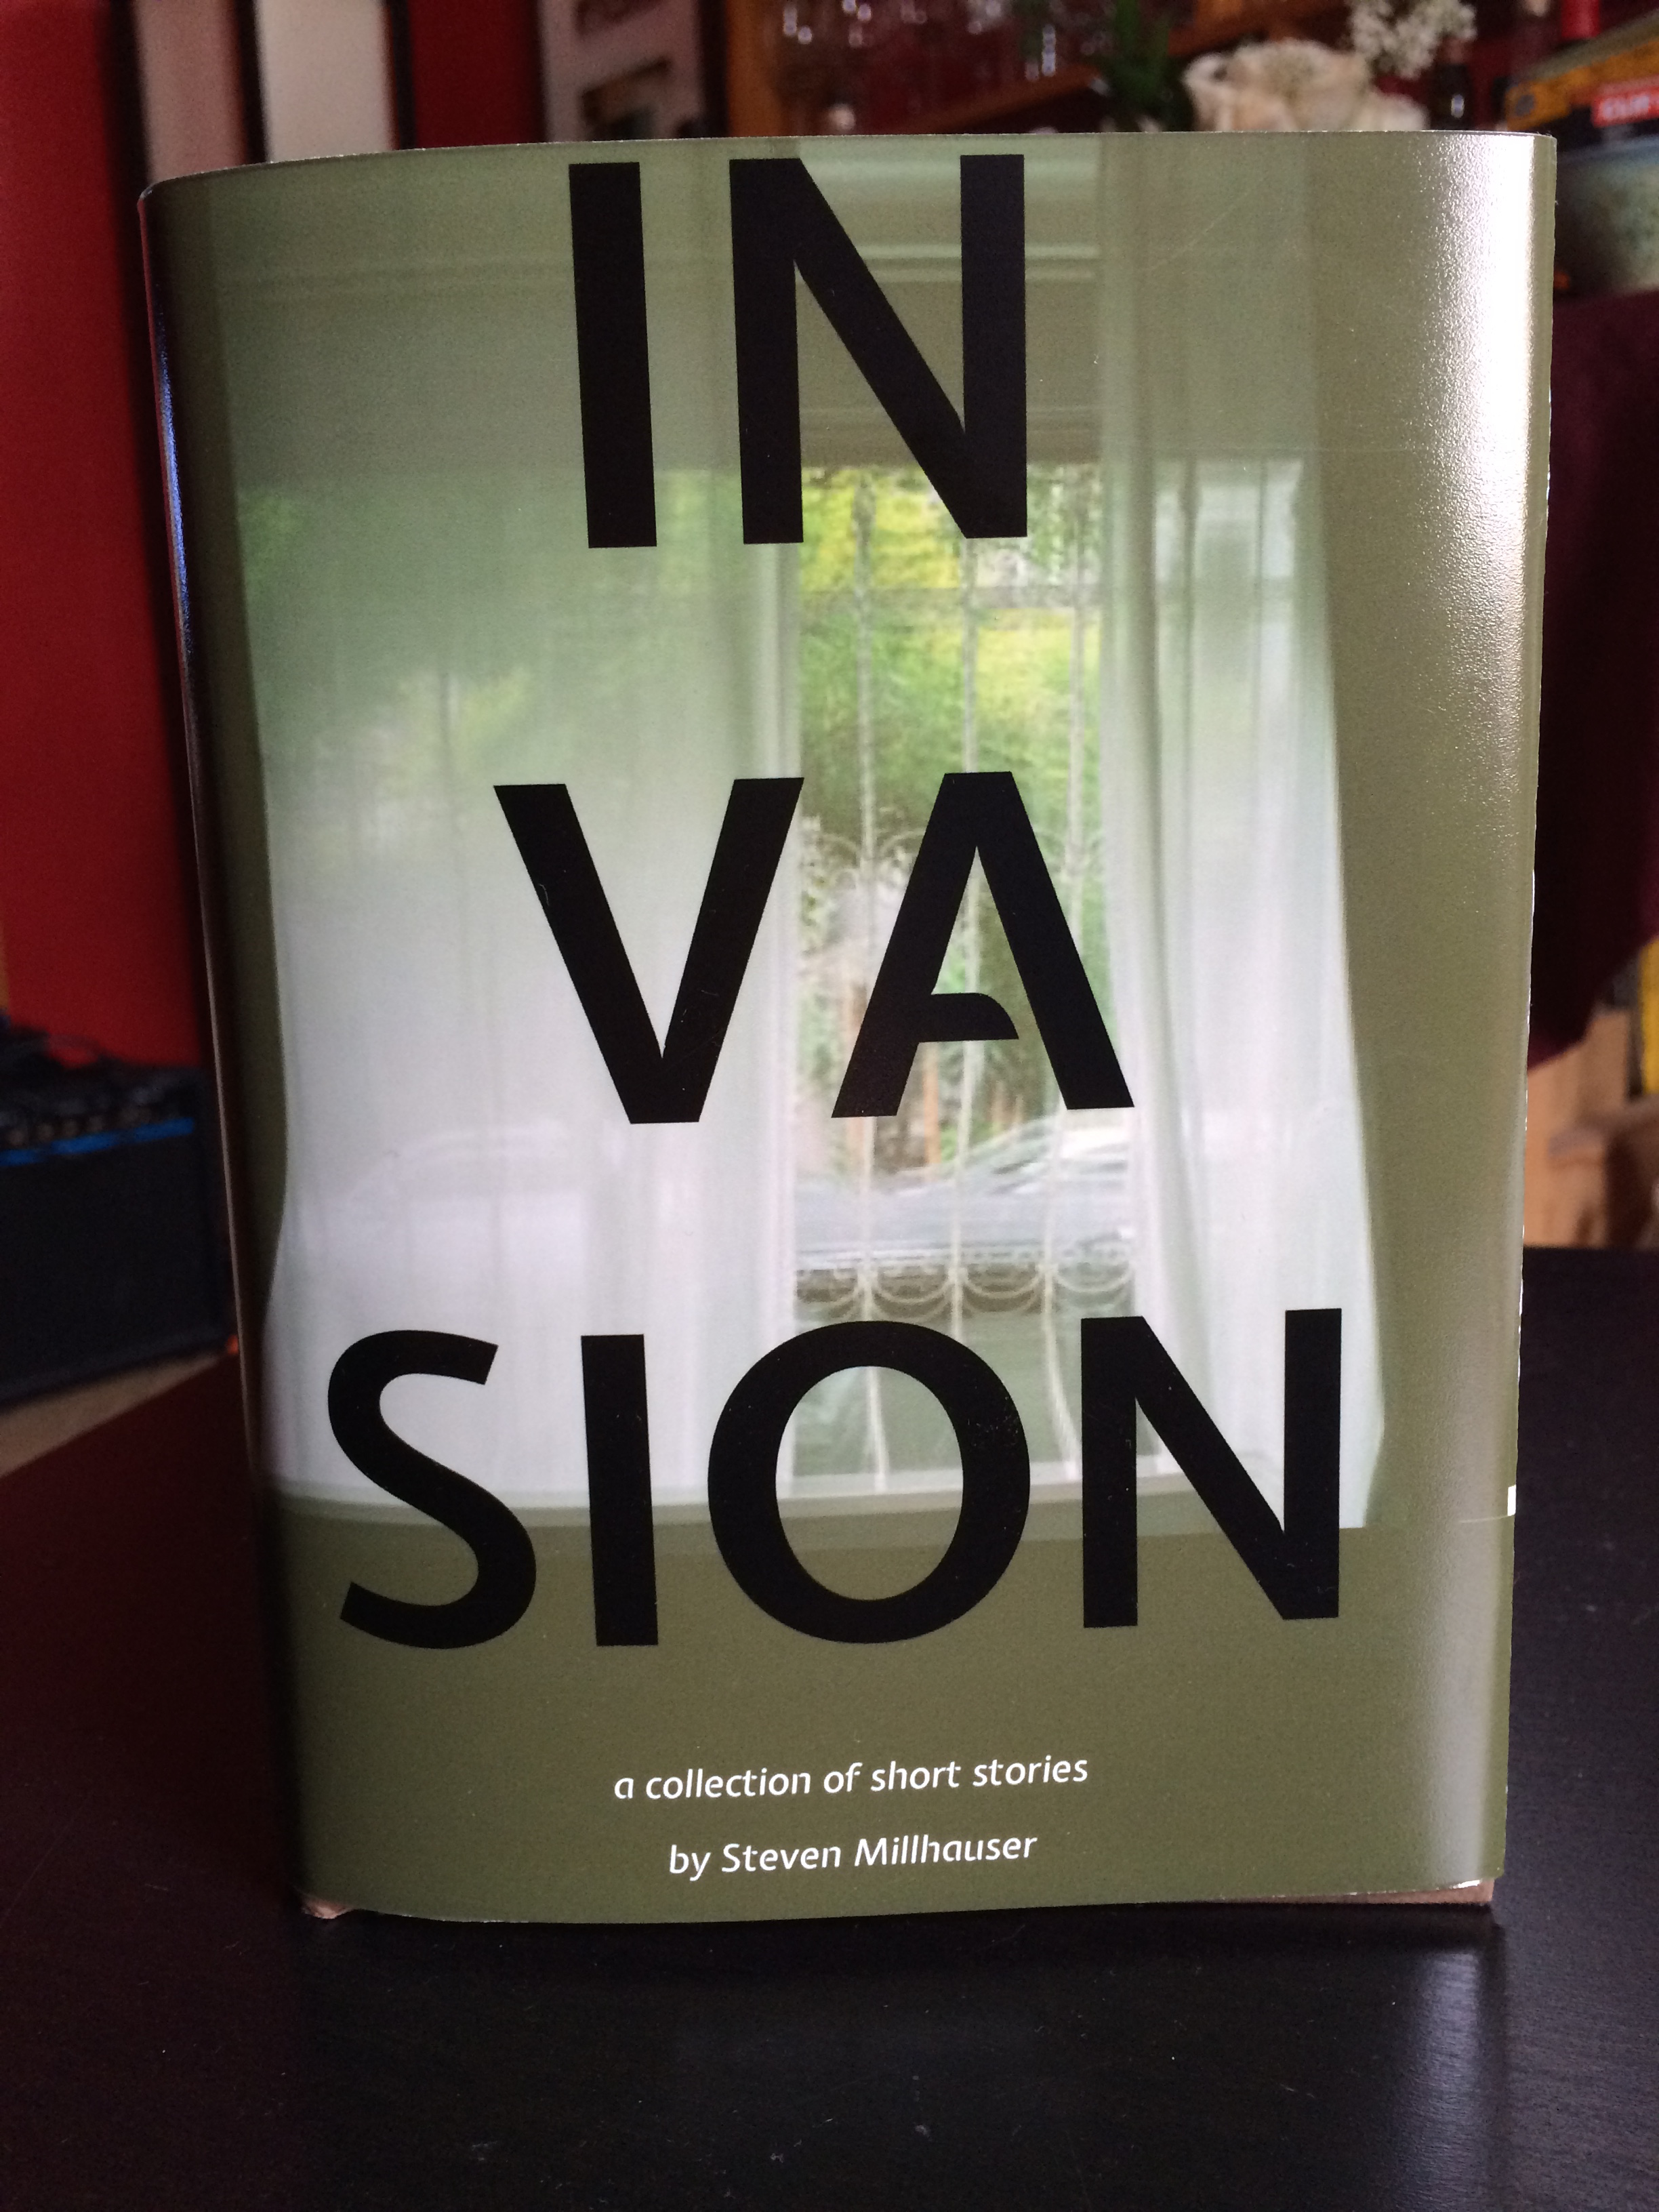 IN
VA
SION
a collection of short stories
by Steven Millhauser